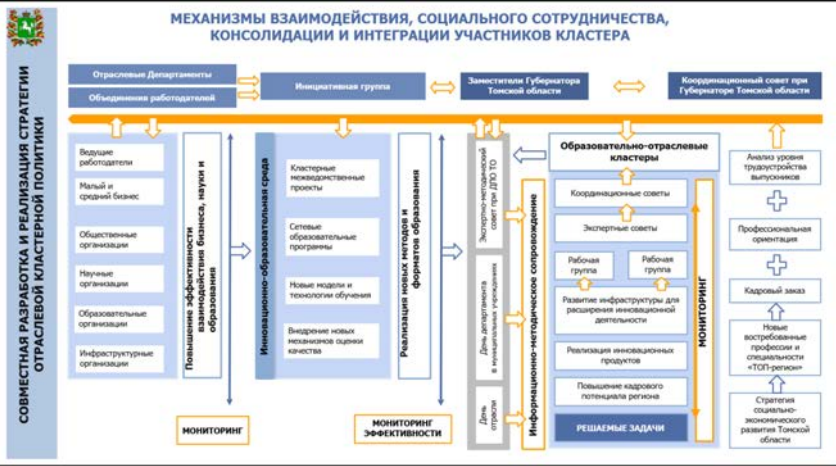 МЕХАНИЗМЫ ВЗАИМОДЕЙСТВИЯ, СОЦИАЛЬНОГО СОТРУДНИЧЕСТВА,
КОНСОЛИДАЦИИ И ИНТЕГРАЦИИ УЧАСТНИКОВ КЛАСТЕРА
СОВМЕСТНАЯ РАЗРАБОТКА И РЕАЛИЗАЦИЯ СТРАТЕГИИ
ОТРАСЛЕВОЙ КЛАСТЕРНОЙ ПОЛИТИКИ
Отраслевые Департаменты
Объединения работодателей
Инициативная группа
Заместители Губернатора
Томской области
Координационный совет при
Губернаторе Томской области
Ведущие
работодатели
Малый и
средний бизнес
Общественные
организации
Научные
организации
Образовательные
организации
Инфраструктурные
организации
Повышение эффективности
взаимодействия бизнеса, науки и
образования
МОНИТОРИНГ
Инновационно-образовательная среда
Кластерные
межведомственные
проекты
Сетевые
образовательные
программы
Новые модели и
технологии обучения
Внедрение новых
механизмов оценки
качества
Реализация новых методов и
форматов образования
МОНИТОРИНГ
ЭФФЕКТИВНОСТИ
Экспертно-методический
совет при ДПО ТО
День департамента
в муниципальных учреждениях
День
отрасли
Информационно-методическое сопровождение
Образовательно-отраслевые
кластеры
Координационные советы
Экспертные советы
Рабочая
группа
Рабочая
группа
Развитие инфраструктуры для
расширения инновационной
деятельности
Реализация инновационных
продуктов
Повышение кадрового
потенциала региона
РЕШАЕМЫЕ ЗАДАЧИ
МОНИТОРИНГ
Анализ уровня
трудоустройства
выпускников
Профессиональная
ориентация
Кадровый заказ
Новые
востребованные
профессии и
специальности
«ТОП-регион»
Стратегия
социально-
экономического
развития Томской
области